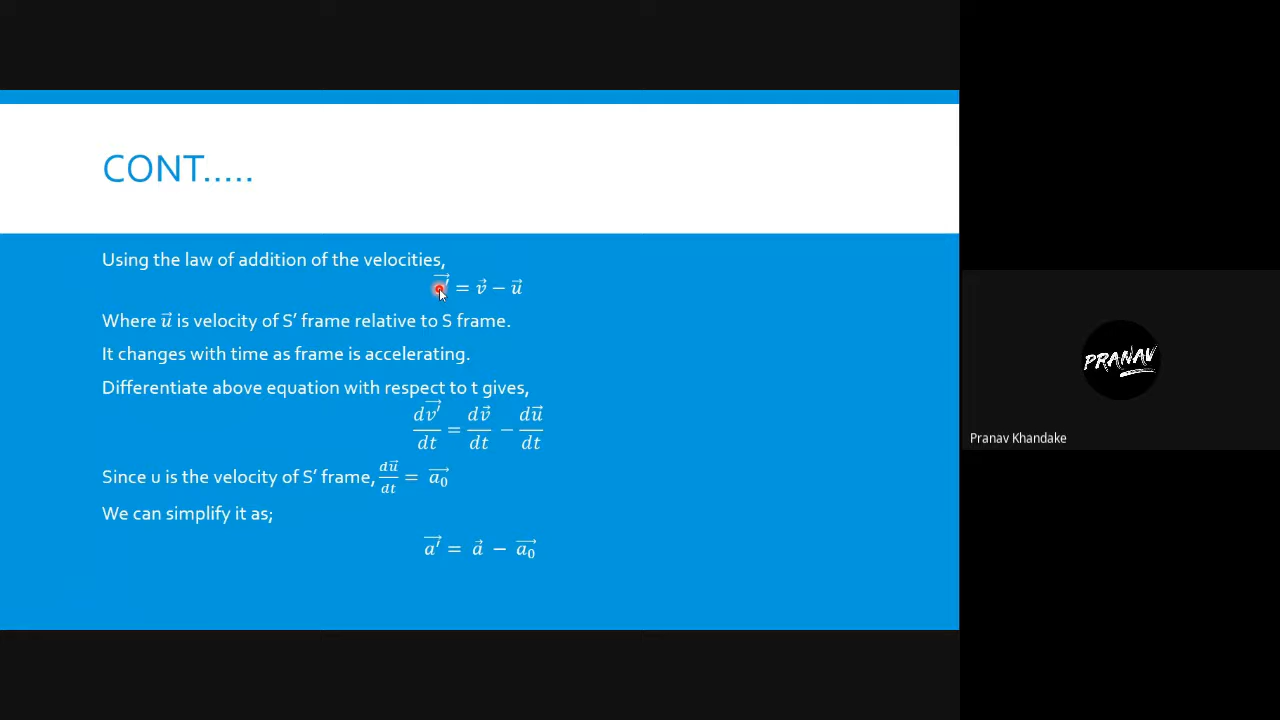 CONT.....
Using the law of addition of the velocities,
′ = v⃗ − u⃗
Where u⃗ is velocity of S′ frame relative to S frame.
It changes with time as frame is accelerating.
Differentiate above equation with respect to t gives,
dv⃗′/dt = dv⃗/dt − du⃗/dt
Since u is the velocity of S′ frame, du⃗/dt = a₀⃗
We can simplify it as;
a⃗′ = a⃗ − a₀⃗
PRANAV
Pranav Khandake